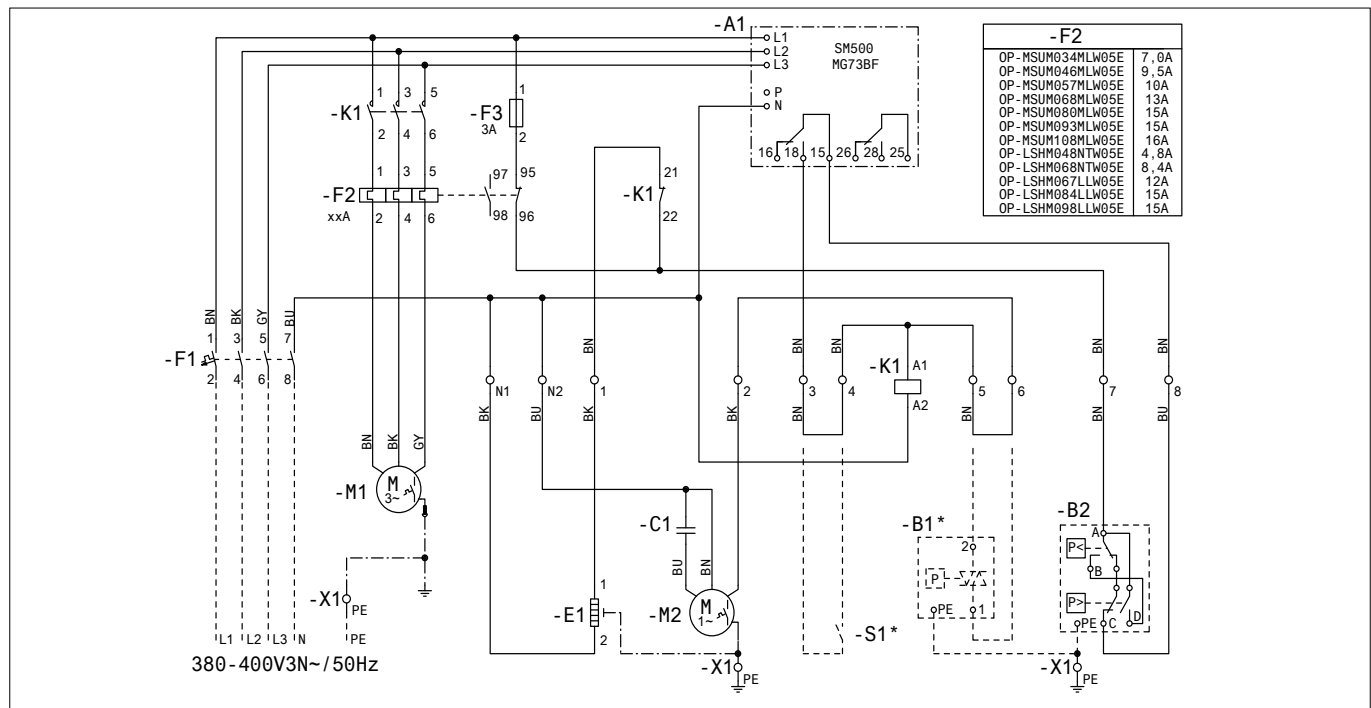 -A1
L1
L2
L3
P
N
SM500
MG73BF
16 18 15 26 28 25
-F2
OP-MSUM034MLW05E 7,0A
OP-MSUM046MLW05E 9,5A
OP-MSUM057MLW05E 10A
OP-MSUM068MLW05E 13A
OP-MSUM080MLW05E 15A
OP-MSUM093MLW05E 15A
OP-MSUM108MLW05E 16A
OP-LSHM048NTW05E 4,8A
OP-LSHM068NTW05E 8,4A
OP-LSHM067LLW05E 12A
OP-LSHM084LLW05E 15A
OP-LSHM098LLW05E 15A
1 3 5
-K1
2 4 6
1
-F3
3A
2
1 3 5
-F2
xxA
2 4 6
97 95
98 96
21
-K1
22
BN BK GY BU
1 3 5 7
-F1
2 4 6 8
BN BN BN BN BN BN
-K1 A1
A2
N1 N2 1 2 3 4 5 6 7 8
BK BU BK BK BN BN BN BN BU
BN BK GY
-M1
M
3~
-X1
PE
L1 L2 L3 N PE
380-400V3N~/50Hz
-C1
BU BN
1
-E1
2
-M2
M
1~
-X1
PE
-S1*
-B1*
2
P
PE 1
-B2
A
P<
B
P>
PE C D
-X1
PE